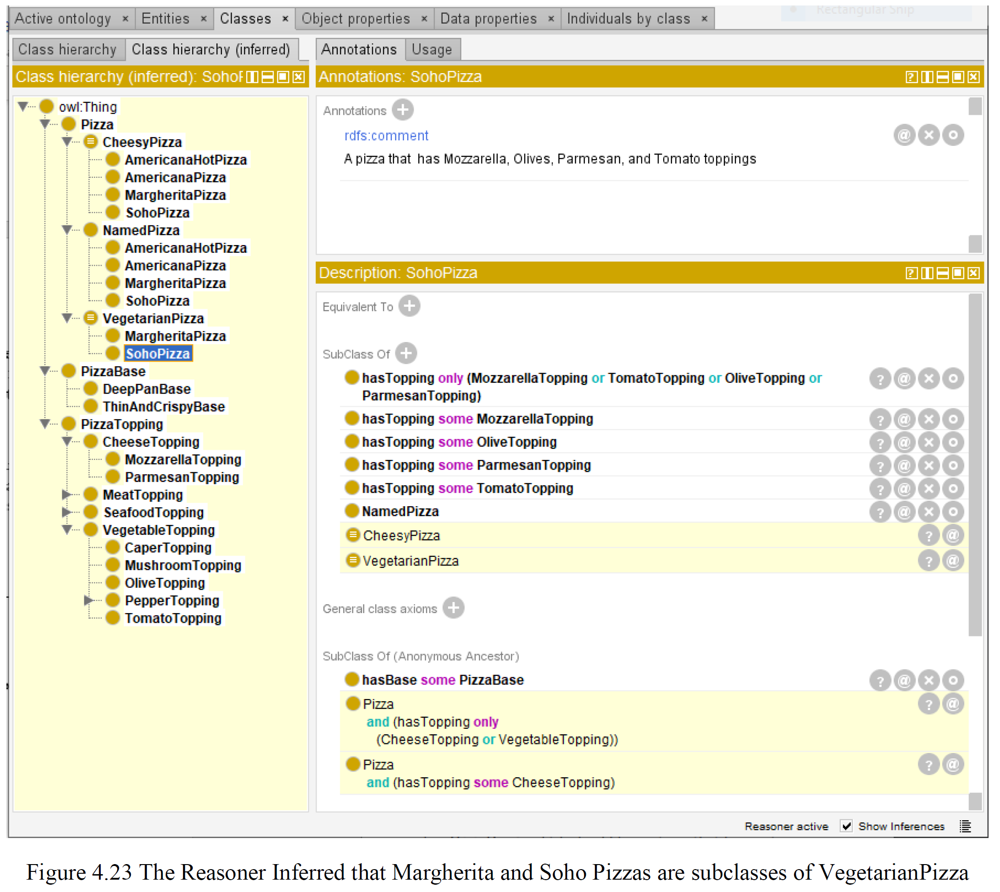 Rectangular Snip
Active ontology × Entities × Classes × Object properties × Data properties × Individuals by class ×
Class hierarchy Class hierarchy (inferred)
Class hierarchy (inferred): SohoP
owl:Thing
Pizza
CheesyPizza
AmericanaHotPizza
AmericanaPizza
MargheritaPizza
SohoPizza
NamedPizza
AmericanaHotPizza
AmericanaPizza
MargheritaPizza
SohoPizza
VegetarianPizza
MargheritaPizza
SohoPizza
PizzaBase
DeepPanBase
ThinAndCrispyBase
PizzaTopping
CheeseTopping
MozzarellaTopping
ParmesanTopping
MeatTopping
SeafoodTopping
VegetableTopping
CaperTopping
MushroomTopping
OliveTopping
PepperTopping
TomatoTopping
Annotations Usage
Annotations: SohoPizza
Annotations
rdfs:comment
A pizza that  has Mozzarella, Olives, Parmesan, and Tomato toppings
Description: SohoPizza
Equivalent To
SubClass Of
hasTopping only (MozzarellaTopping or TomatoTopping or OliveTopping or
ParmesanTopping)
hasTopping some MozzarellaTopping
hasTopping some OliveTopping
hasTopping some ParmesanTopping
hasTopping some TomatoTopping
NamedPizza
CheesyPizza
VegetarianPizza
General class axioms
SubClass Of (Anonymous Ancestor)
hasBase some PizzaBase
Pizza
and (hasTopping only
(CheeseTopping or VegetableTopping))
Pizza
and (hasTopping some CheeseTopping)
Reasoner active Show Inferences
Figure 4.23 The Reasoner Inferred that Margherita and Soho Pizzas are subclasses of VegetarianPizza